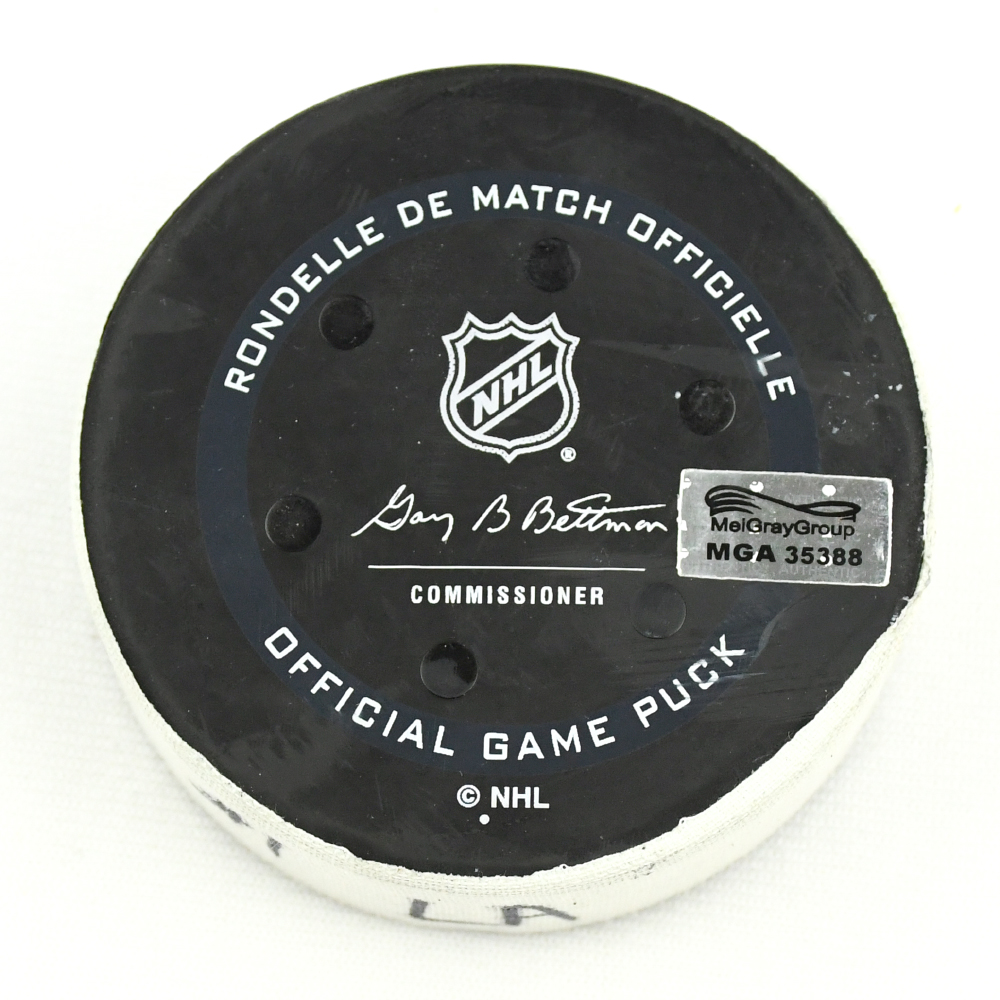 RONDELLE DE MATCH OFFICIELLE
NHL
®
Gary B Bettman
COMMISSIONER
MeiGrayGroup
MGA 35388
OFFICIAL GAME PUCK
© NHL
LA